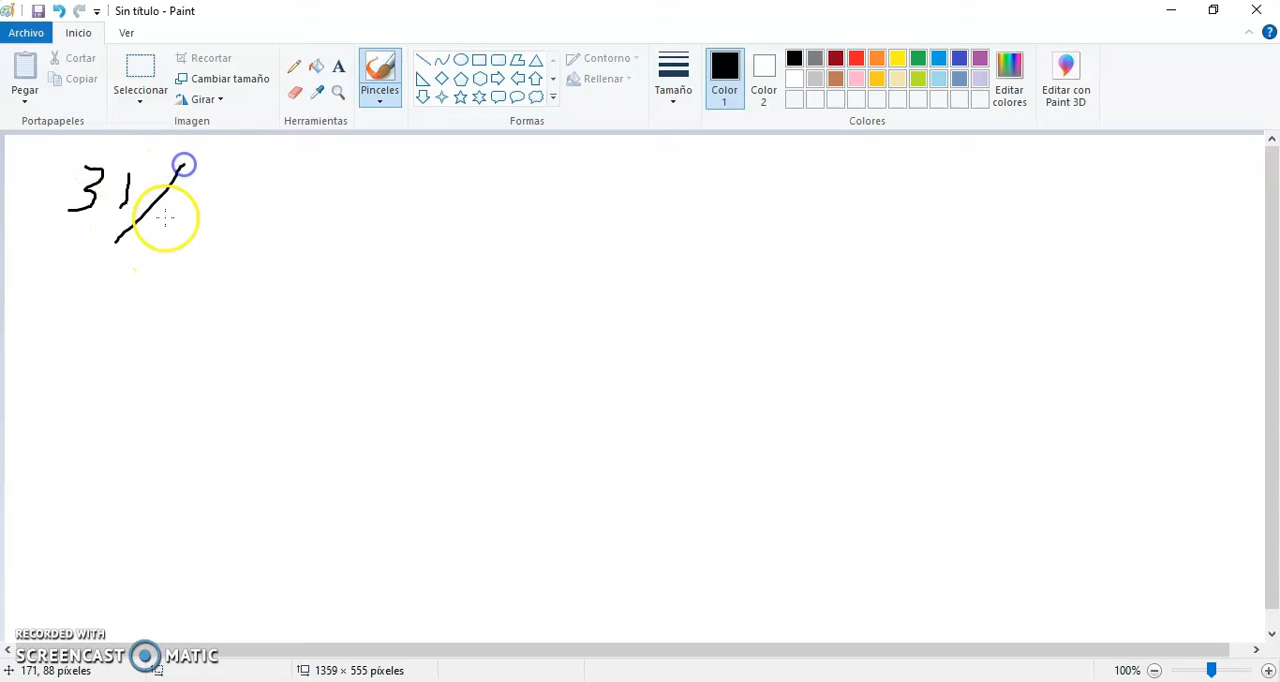 Sin título - Paint
Archivo Inicio Ver
Pegar
Cortar
Copiar
Portapapeles
Seleccionar
Recortar
Cambiar tamaño
Girar
Imagen
A
Herramientas
Pinceles
Contorno
Rellenar
Formas
Tamaño
Color 1
Color 2
Editar colores
Colores
Editar con Paint 3D
31/
RECORDED WITH
SCREENCAST MATIC
171, 88 píxeles
1359 × 555 píxeles
100%